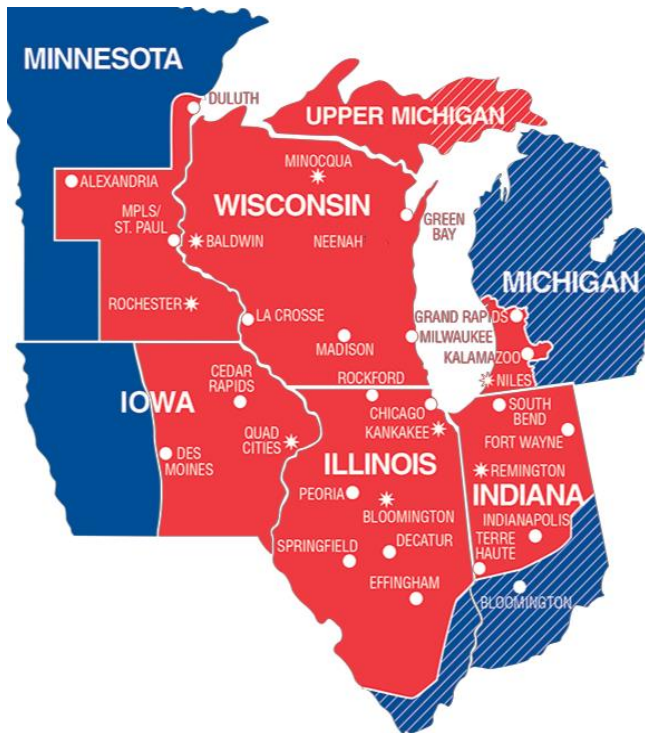 MINNESOTA
DULUTH
UPPER MICHIGAN
MINOCQUA
ALEXANDRIA
WISCONSIN
MPLS/
ST. PAUL
BALDWIN
NEENAH
GREEN
BAY
MICHIGAN
ROCHESTER
LA CROSSE
GRAND RAPIDS
MADISON
MILWAUKEE
KALAMAZOO
CEDAR
RAPIDS
ROCKFORD
NILES
IOWA
CHICAGO
SOUTH
BEND
QUAD
CITIES
KANKAKEE
FORT WAYNE
DES
MOINES
ILLINOIS
REMINGTON
PEORIA
INDIANA
BLOOMINGTON
INDIANAPOLIS
SPRINGFIELD
DECATUR
TERRE
HAUTE
EFFINGHAM
BLOOMINGTON